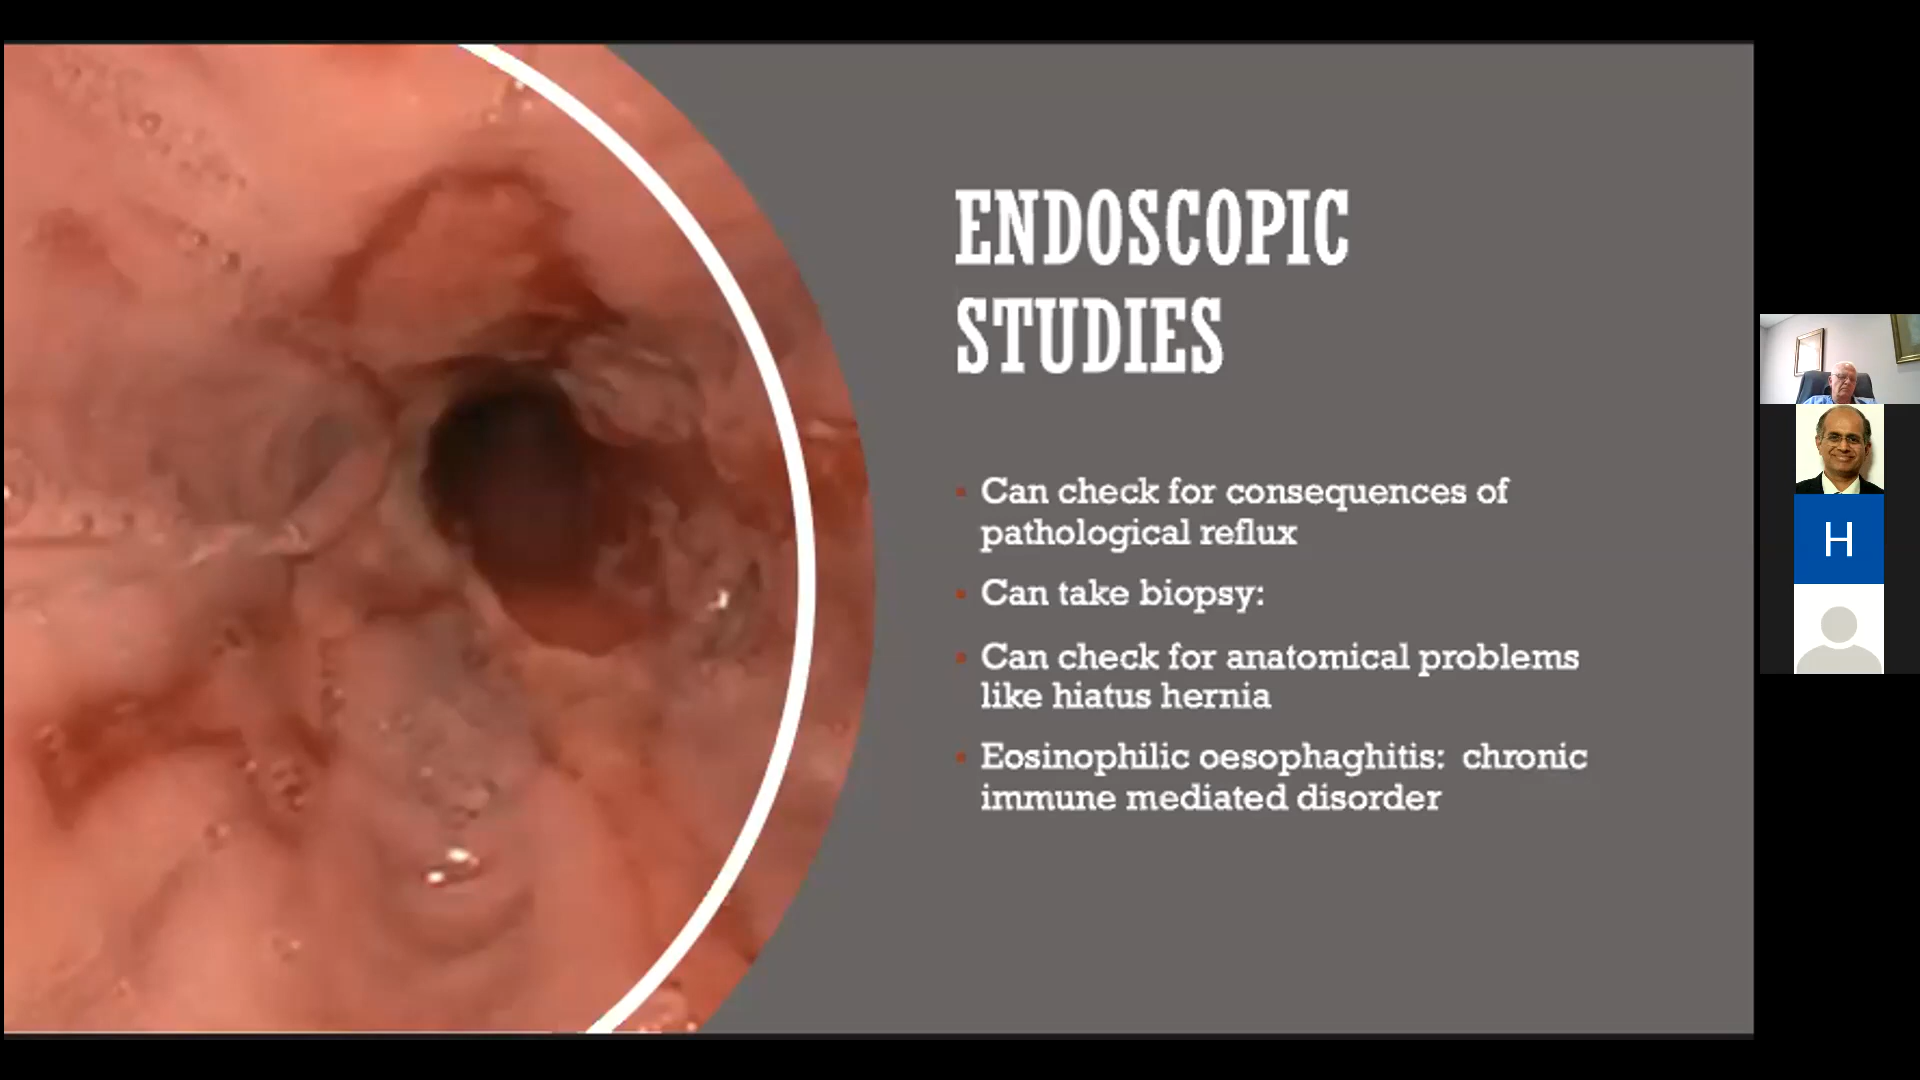 ENDOSCOPIC
STUDIES
Can check for consequences of
pathological reflux
Can take biopsy:
Can check for anatomical problems
like hiatus hernia
Eosinophilic oesophaghitis: chronic
immune mediated disorder
H